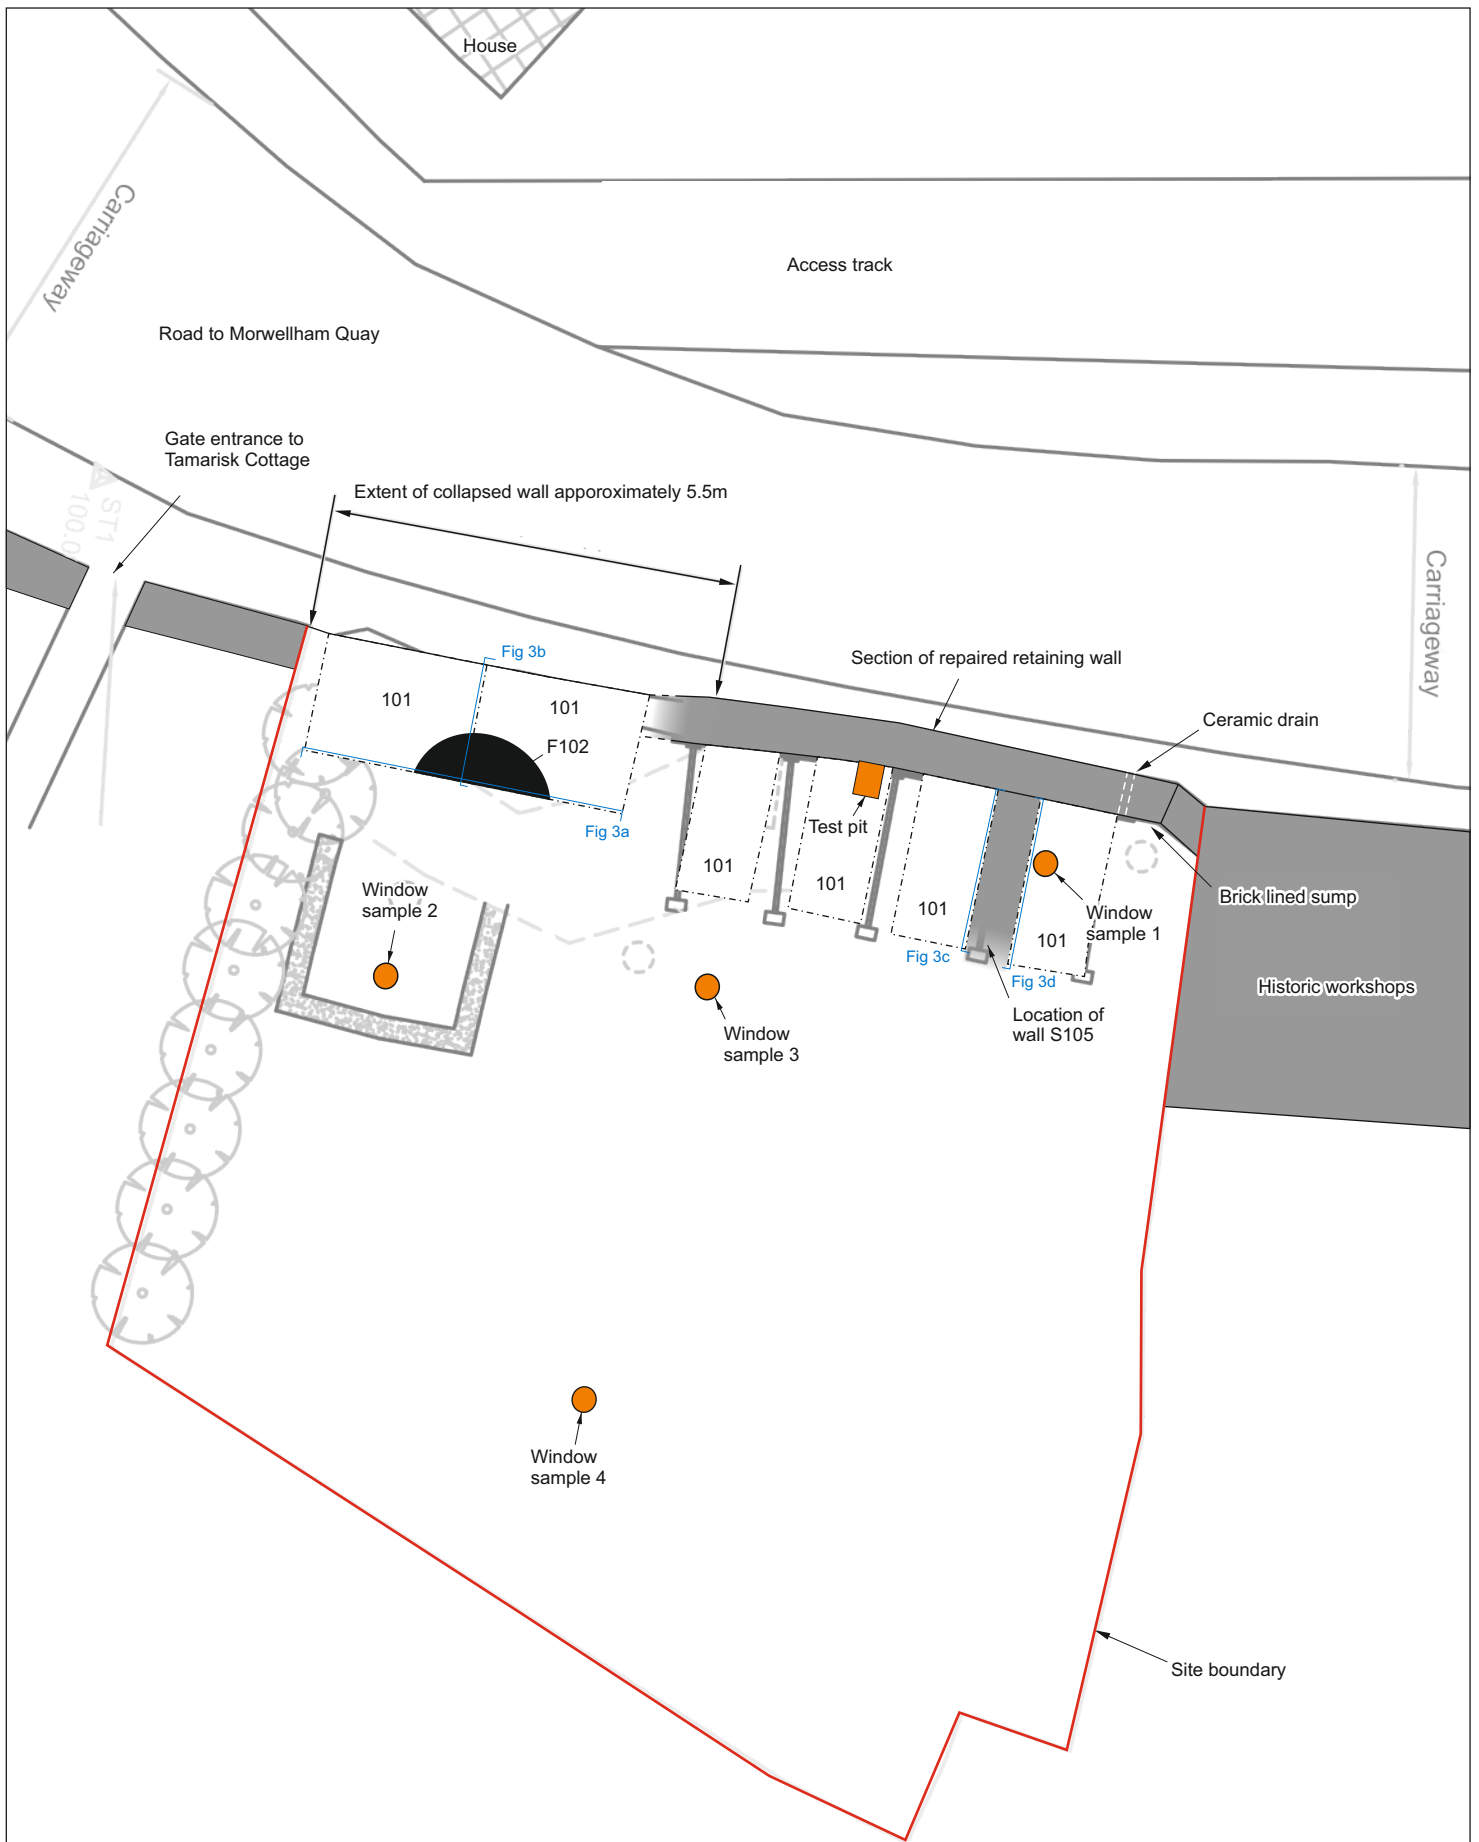 House
Carriageway
Access track
Road to Morwellham Quay
Gate entrance to
Tamarisk Cottage
Extent of collapsed wall apporoximately 5.5m
ST1
100.0
Carriageway
Fig 3b
Section of repaired retaining wall
101
101
Ceramic drain
F102
Fig 3a
Test pit
101
101
Window
sample 2
101
Window
sample 1
Brick lined sump
101
Fig 3c
Fig 3d
Historic workshops
Location of
wall S105
Window
sample 3
Window
sample 4
Site boundary